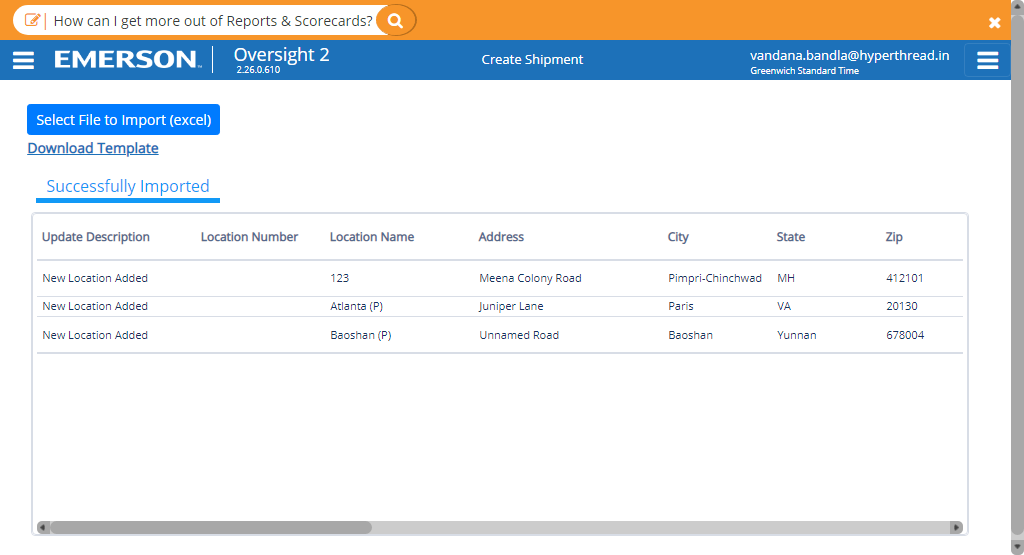 How can I get more out of Reports & Scorecards?
EMERSON™ Oversight 2 Create Shipment vandana.bandla@hyperthread.in
2.26.0.610 Greenwich Standard Time
Select File to Import (excel)
Download Template
Successfully Imported
Update Description Location Number Location Name Address City State Zip
New Location Added 123 Meena Colony Road Pimpri-Chinchwad MH 412101
New Location Added Atlanta (P) Juniper Lane Paris VA 20130
New Location Added Baoshan (P) Unnamed Road Baoshan Yunnan 678004